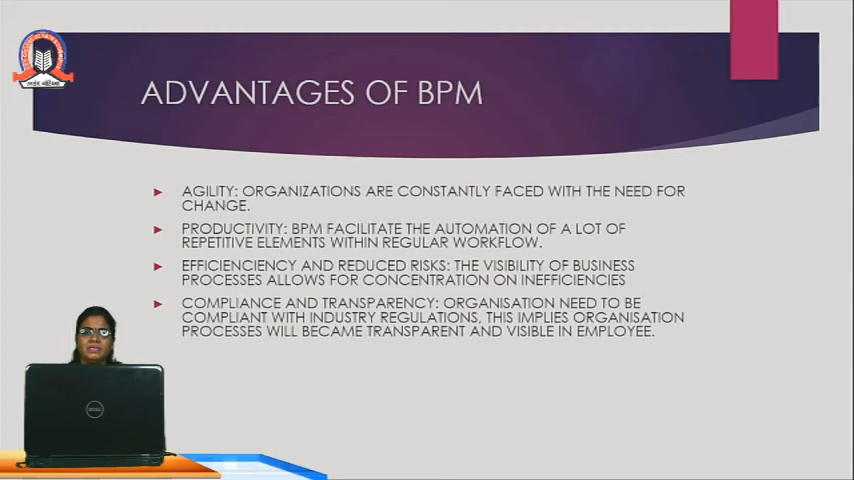 ADVANTAGES OF BPM
AGILITY: ORGANIZATIONS ARE CONSTANTLY FACED WITH THE NEED FOR
CHANGE.
PRODUCTIVITY: BPM FACILITATE THE AUTOMATION OF A LOT OF
REPETITIVE ELEMENTS WITHIN REGULAR WORKFLOW.
EFFICIENCIENCY AND REDUCED RISKS: THE VISIBILITY OF BUSINESS
PROCESSES ALLOWS FOR CONCENTRATION ON INEFFICIENCIES
COMPLIANCE AND TRANSPARENCY: ORGANISATION NEED TO BE
COMPLIANT WITH INDUSTRY REGULATIONS, THIS IMPLIES ORGANISATION
PROCESSES WILL BECAME TRANSPARENT AND VISIBLE IN EMPLOYEE.
DELL